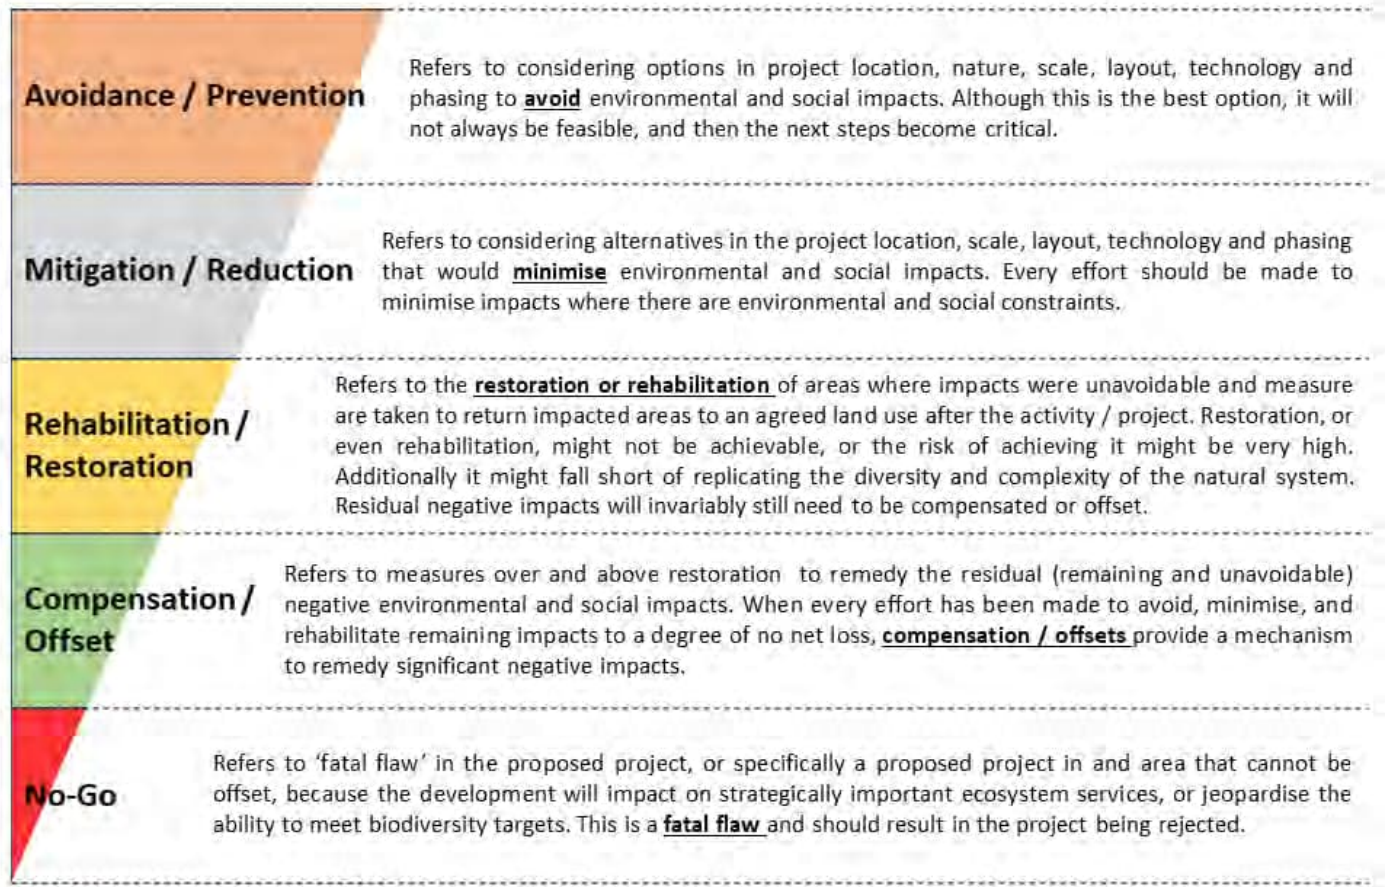 Avoidance / Prevention
Refers to considering options in project location, nature, scale, layout, technology and
phasing to avoid environmental and social impacts. Although this is the best option, it will
not always be feasible, and then the next steps become critical.
Mitigation / Reduction
Refers to considering alternatives in the project location, scale, layout, technology and phasing
that would minimise environmental and social impacts. Every effort should be made to
minimise impacts where there are environmental and social constraints.
Rehabilitation /
Restoration
Refers to the restoration or rehabilitation of areas where impacts were unavoidable and measure
are taken to return impacted areas to an agreed land use after the activity / project. Restoration, or
even rehabilitation, might not be achievable, or the risk of achieving it might be very high.
Additionally it might fall short of replicating the diversity and complexity of the natural system.
Residual negative impacts will invariably still need to be compensated or offset.
Compensation /
Offset
Refers to measures over and above restoration to remedy the residual (remaining and unavoidable)
negative environmental and social impacts. When every effort has been made to avoid, minimise, and
rehabilitate remaining impacts to a degree of no net loss, compensation / offsets provide a mechanism
to remedy significant negative impacts.
No-Go
Refers to 'fatal flaw' in the proposed project, or specifically a proposed project in and area that cannot be
offset, because the development will impact on strategically important ecosystem services, or jeopardise the
ability to meet biodiversity targets. This is a fatal flaw and should result in the project being rejected.